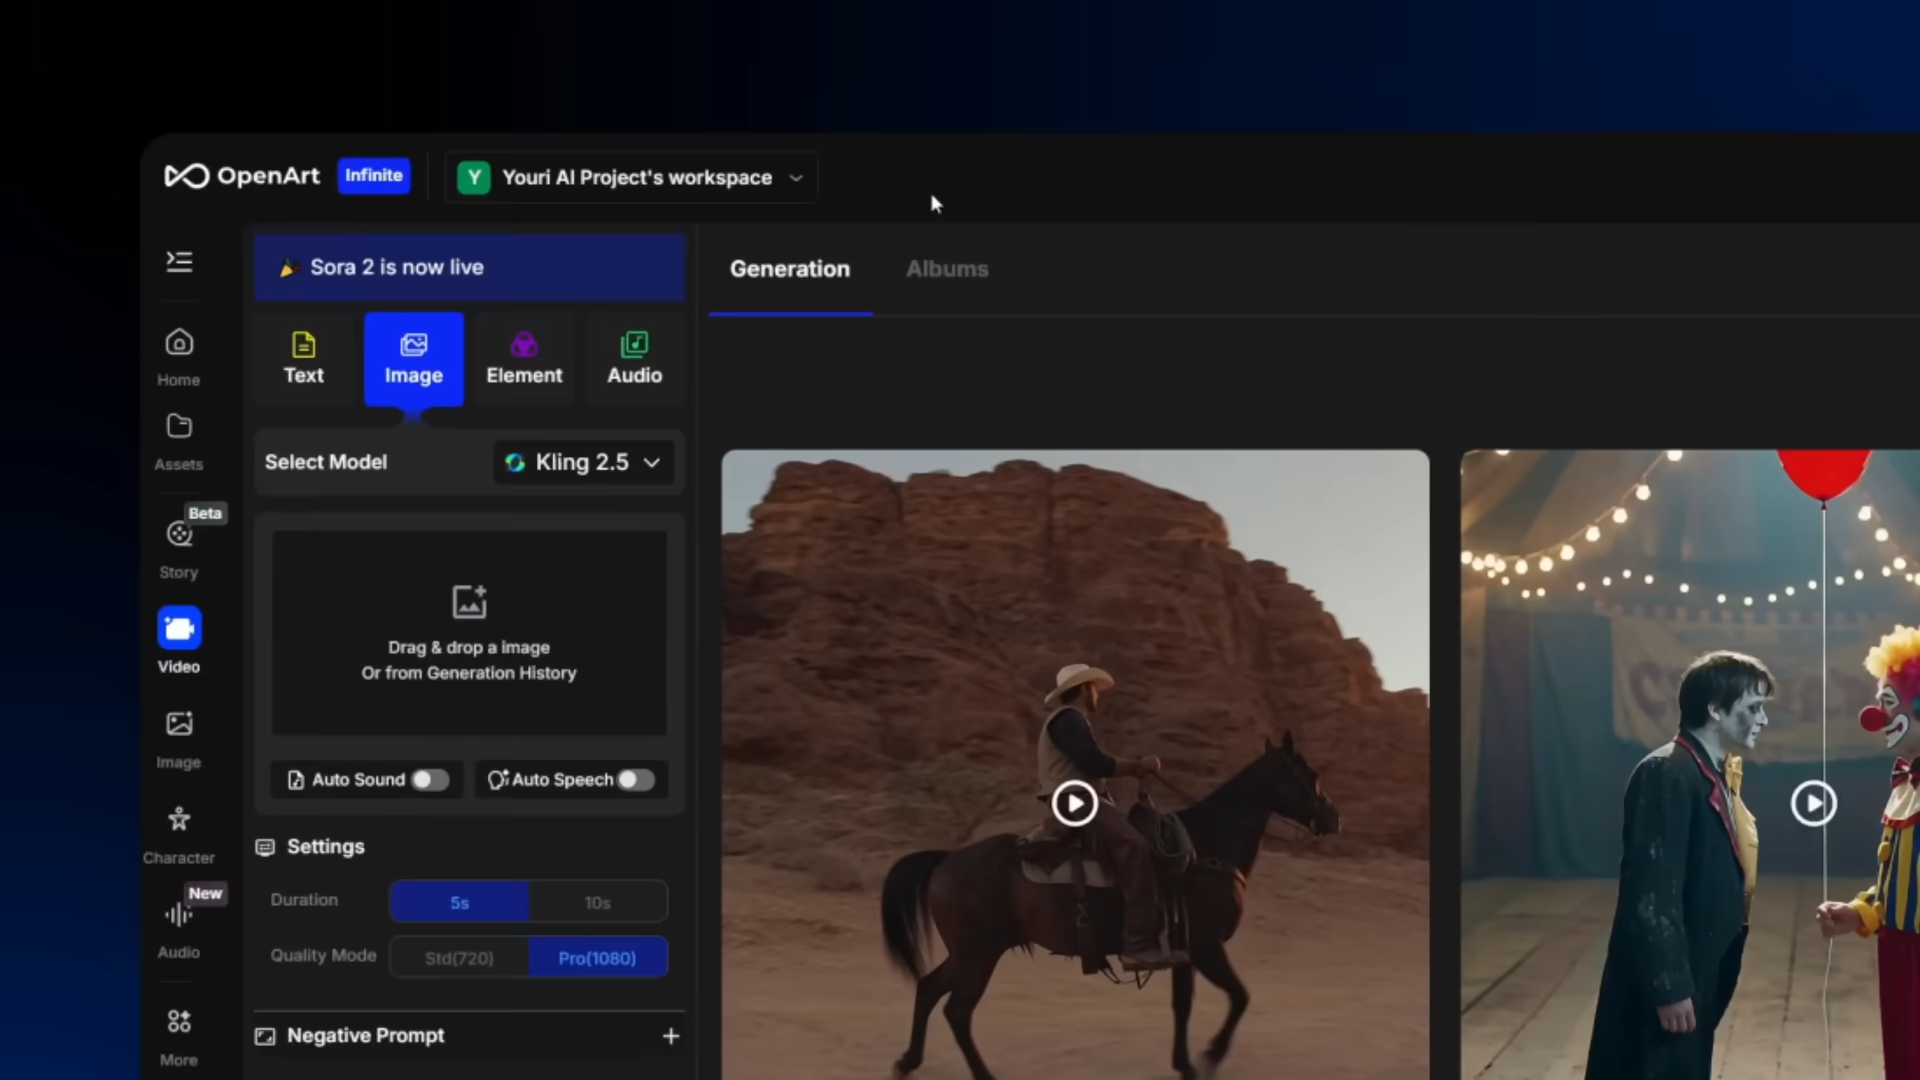 OpenArt Infinite
Y Youri AI Project's workspace
Sora 2 is now live
Generation Albums
Text Image Element Audio
Home
Assets
Select Model Kling 2.5
Beta
Story
Drag & drop a image
Or from Generation History
Video
Image
Auto Sound Auto Speech
Character
Settings
New
Duration 5s 10s
Audio
Quality Mode Std(720) Pro(1080)
Negative Prompt +
More